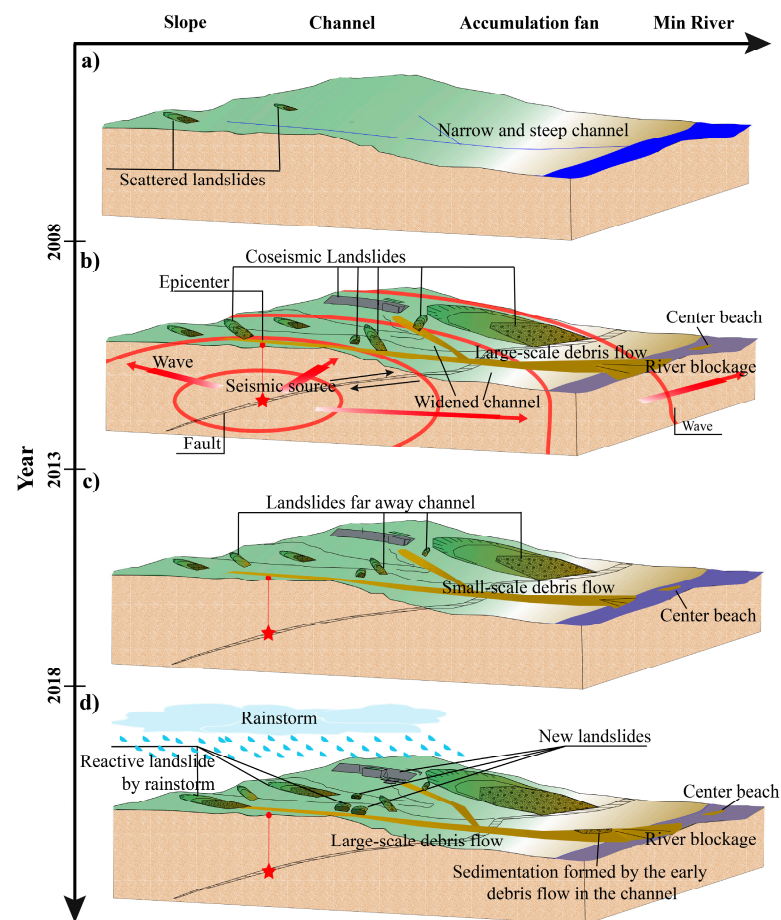 Slope Channel Accumulation fan Min River
a)
Narrow and steep channel
Scattered landslides
2008
b)
Coseismic Landslides
Epicenter
Center beach
Large-scale debris flow
Wave
River blockage
Seismic source
Widened channel
Wave
Fault
Year
2013
c)
Landslides far away channel
Small-scale debris flow
Center beach
2018
d)
Rainstorm
New landslides
Reactive landslide
by rainstorm
Center beach
Large-scale debris flow
River blockage
Sedimentation formed by the early
debris flow in the channel